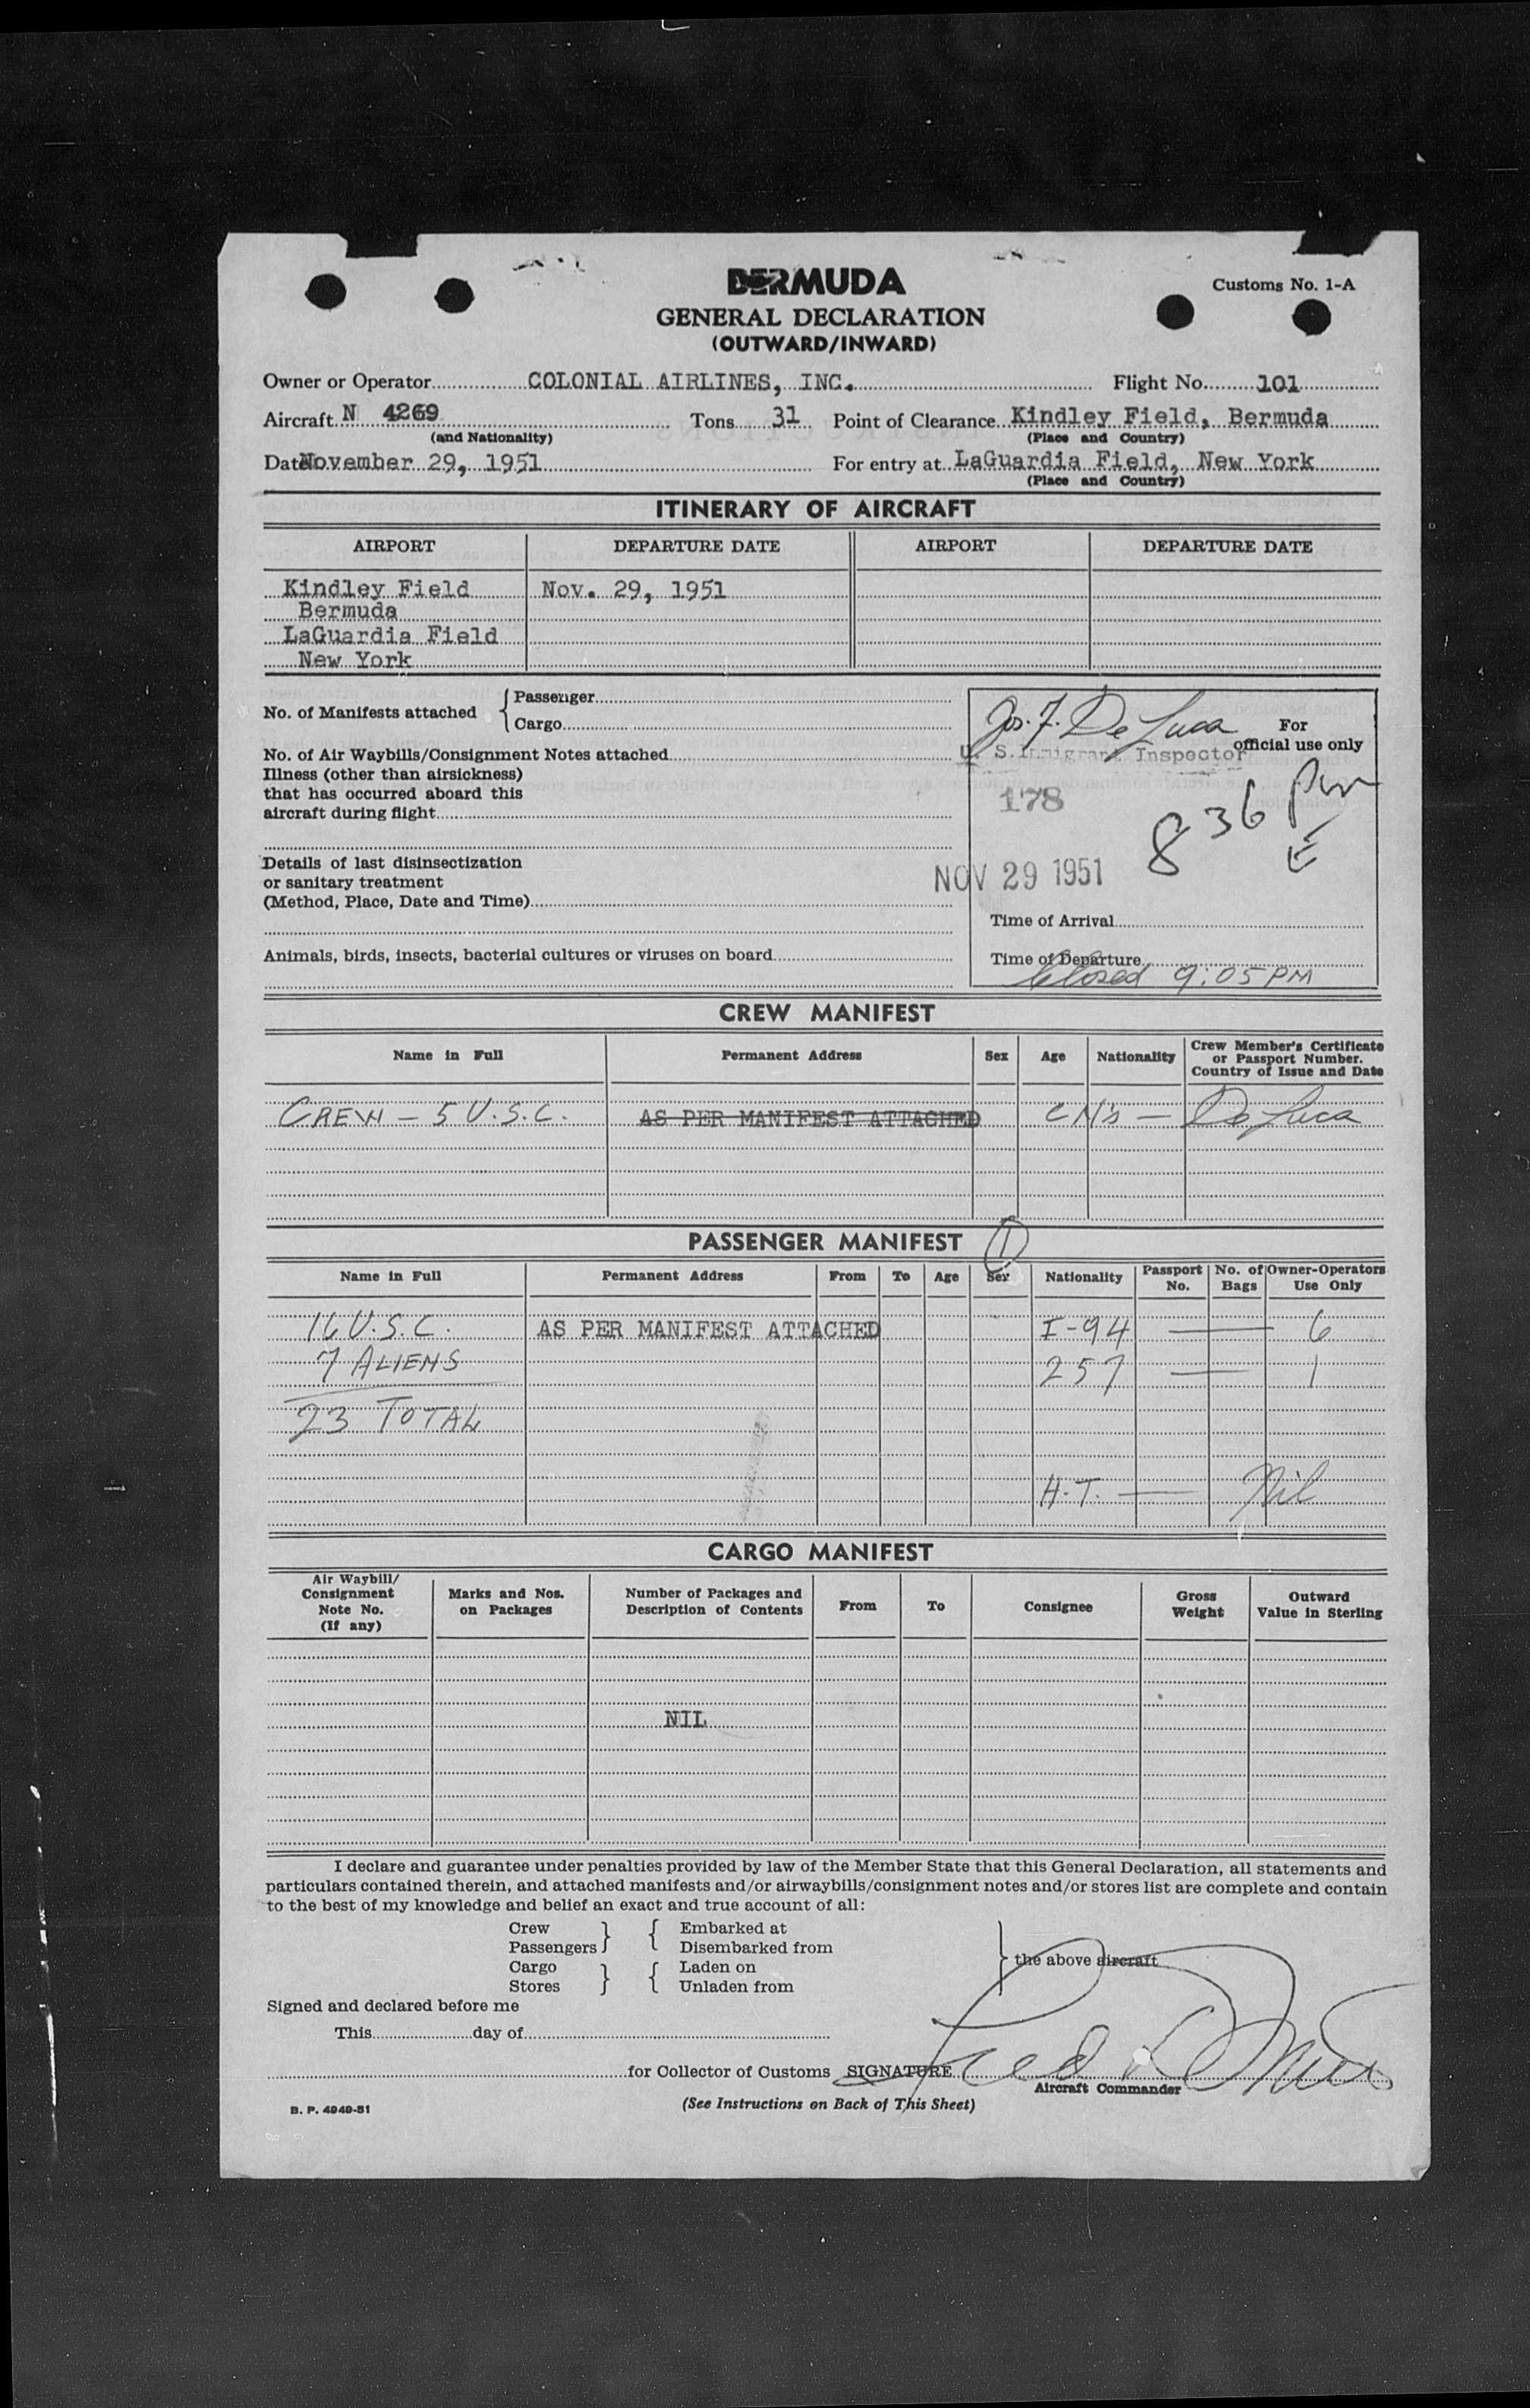 BERMUDA
Customs No. 1-A
GENERAL DECLARATION
(OUTWARD/INWARD)
Owner or Operator COLONIAL AIRLINES, INC. Flight No. 101
Aircraft N 4269 Tons 31 Point of Clearance Kindley Field, Bermuda
(and Nationality) (Place and Country)
Date November 29, 1951 For entry at LaGuardia Field, New York
(Place and Country)
ITINERARY OF AIRCRAFT
AIRPORT DEPARTURE DATE AIRPORT DEPARTURE DATE
Kindley Field Nov. 29, 1951
Bermuda
LaGuardia Field
New York
No. of Manifests attached { Passenger
Cargo
No. of Air Waybills/Consignment Notes attached
Illness (other than airsickness)
that has occurred aboard this
aircraft during flight
Details of last disinsectization
or sanitary treatment
(Method, Place, Date and Time)
Animals, birds, insects, bacterial cultures or viruses on board
Jos. F. De Luca
For
official use only
U. S. Immigrant Inspector
178
8 36 Pm
E
NOV 29 1951
Time of Arrival
Time of Departure
Closed 9:05 PM
CREW MANIFEST
Name in Full Permanent Address Sex Age Nationality Crew Member's Certificate
or Passport Number.
Country of Issue and Date
CREW - 5 U.S.C. AS PER MANIFEST ATTACHED De Luca
PASSENGER MANIFEST 1
Name in Full Permanent Address From To Age Sex Nationality Passport No. No. of Bags Owner-Operators Use Only
16 U.S.C. AS PER MANIFEST ATTACHED I-94 — 6
7 ALIENS 257 — 1
23 TOTAL
H.T. — Nil
CARGO MANIFEST
Air Waybill/
Consignment
Note No.
(If any)
Marks and Nos.
on Packages
Number of Packages and
Description of Contents
From To Consignee
Gross
Weight
Outward
Value in Sterling
NIL
I declare and guarantee under penalties provided by law of the Member State that this General Declaration, all statements and
particulars contained therein, and attached manifests and/or airwaybills/consignment notes and/or stores list are complete and contain
to the best of my knowledge and belief an exact and true account of all:
Crew } { Embarked at
Passengers Disembarked from
} the above aircraft
Cargo } { Laden on
Stores Unladen from
Signed and declared before me
This day of
for Collector of Customs SIGNATURE
Aircraft Commander
(See Instructions on Back of This Sheet)
B. P. 4949-51